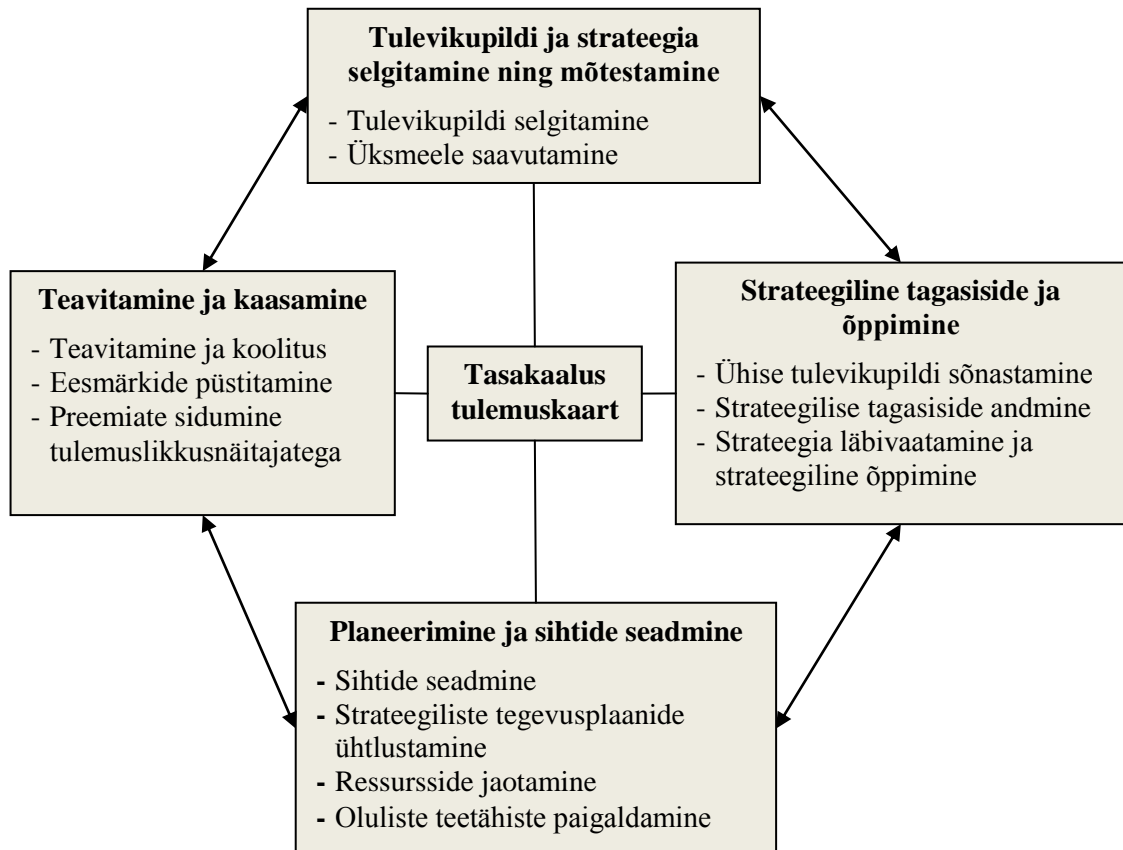 Tulevikupildi ja strateegia
selgitamine ning mõtestamine
- Tulevikupildi selgitamine
- Üksmeele saavutamine
Teavitamine ja kaasamine
- Teavitamine ja koolitus
- Eesmärkide püstitamine
- Preemiate sidumine
tulemuslikkusnäitajatega
Tasakaalus
tulemuskaart
Strateegiline tagasiside ja
õppimine
- Ühise tulevikupildi sõnastamine
- Strateegilise tagasiside andmine
- Strateegia läbivaatamine ja
strateegiline õppimine
Planeerimine ja sihtide seadmine
- Sihtide seadmine
- Strateegiliste tegevusplaanide
ühtlustamine
- Ressursside jaotamine
- Oluliste teetähiste paigaldamine